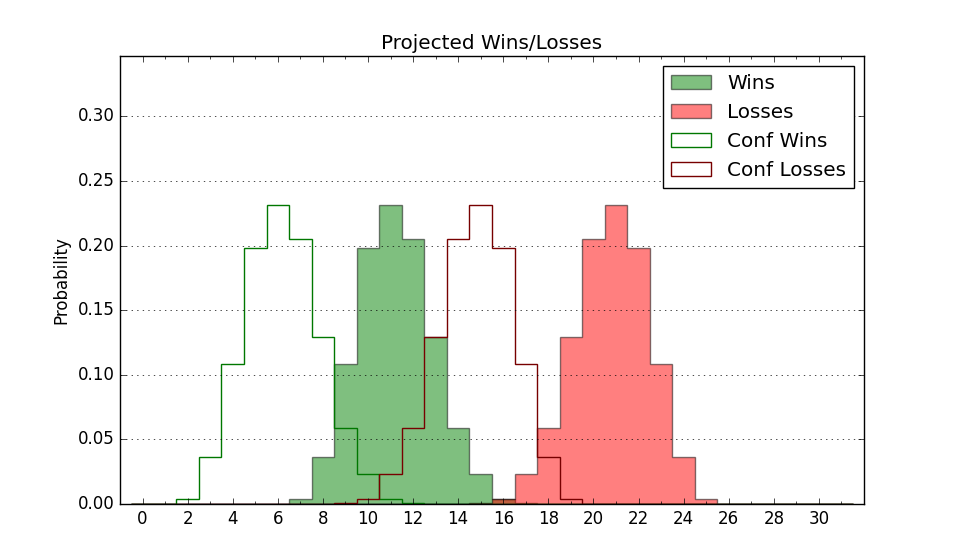 Projected Wins/Losses
Wins
Losses
Conf Wins
Conf Losses
Probability
0.30
0.25
0.20
0.15
0.10
0.05
0.00
0 2 4 6 8 10 12 14 16 18 20 22 24 26 28 30